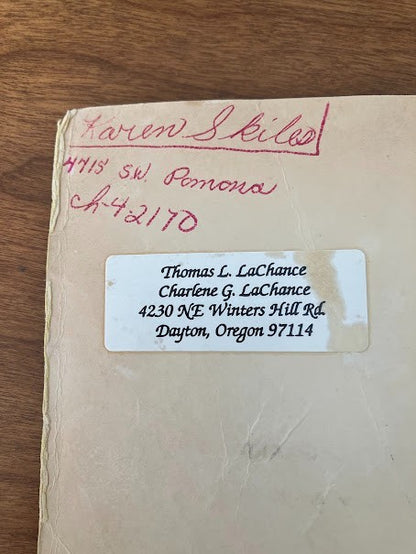 Karen Skiles
4715 SW. Pomona
Ch-42170
Thomas L. LaChance
Charlene G. LaChance
4230 NE Winters Hill Rd.
Dayton, Oregon 97114